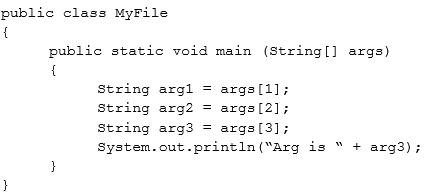 public class MyFile
{
public static void main (String[] args)
{
String arg1 = args[1];
String arg2 = args[2];
String arg3 = args[3];
System.out.println(“Arg is “ + arg3);
}
}